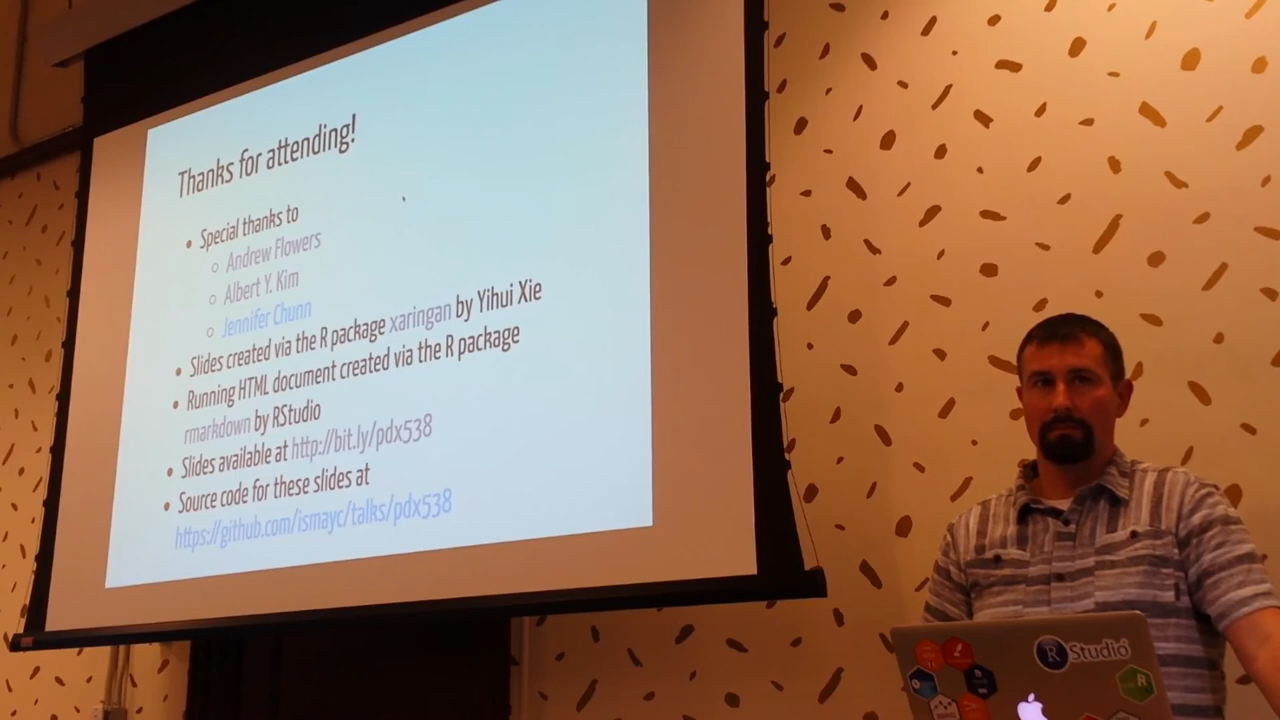 Thanks for attending!
Special thanks to
Andrew Flowers
Albert Y. Kim
Jennifer Chunn
Slides created via the R package xaringan by Yihui Xie
Running HTML document created via the R package
rmarkdown by RStudio
Slides available at http://bit.ly/pdx538
Source code for these slides at
https://github.com/ismayc/talks/pdx538
R Studio
R